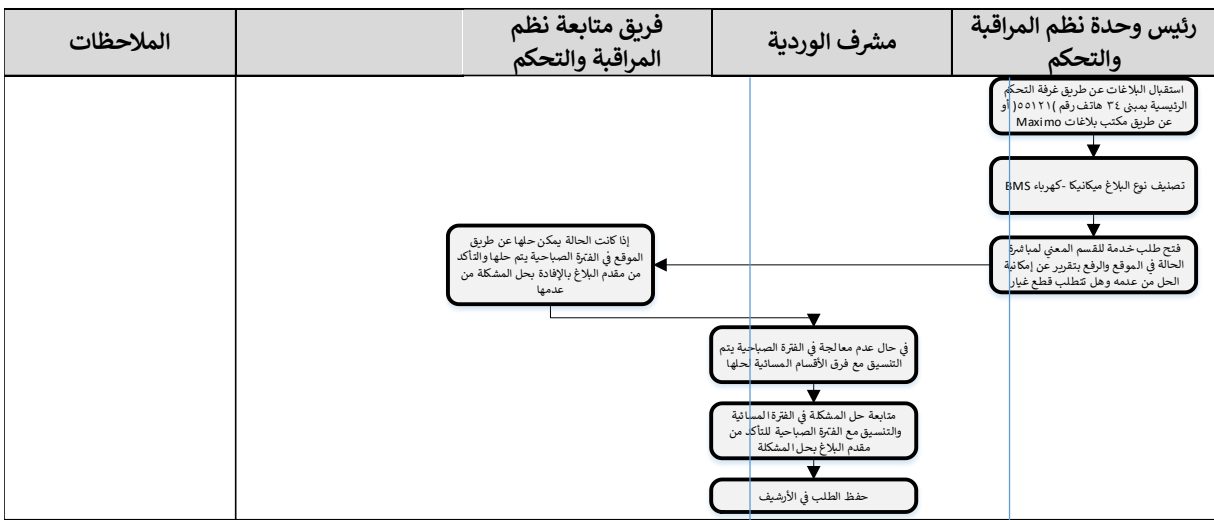 رئيس وحدة نظم المراقبة
والتحكم
مشرف الوردية
فريق متابعة نظم
المراقبة والتحكم
الملاحظات
استقبال البلاغات عن طريق غرفة التحكم
الرئيسية بمبنى ٣٤ هاتف رقم )٥٥١٢١( أو
عن طريق مكتب بلاغات Maximo
تصنيف نوع البلاغ ميكانيكا -كهرباء BMS
فتح طلب خدمة للقسم المعني لمباشرة
الحالة في الموقع والرفع بتقرير عن إمكانية
الحل من عدمه وهل تتطلب قطع غيار
إذا كانت الحالة يمكن حلها عن طريق
الموقع في الفترة الصباحية يتم حلها والتأكد
من مقدم البلاغ بالإفادة بحل المشكلة من
عدمها
في حال عدم معالجة في الفترة الصباحية يتم
التنسيق مع فرق الأقسام المسائية لحلها
متابعة حل المشكلة في الفترة المسائية
والتنسيق مع الفترة الصباحية للتأكد من
مقدم البلاغ بحل المشكلة
حفظ الطلب في الأرشيف